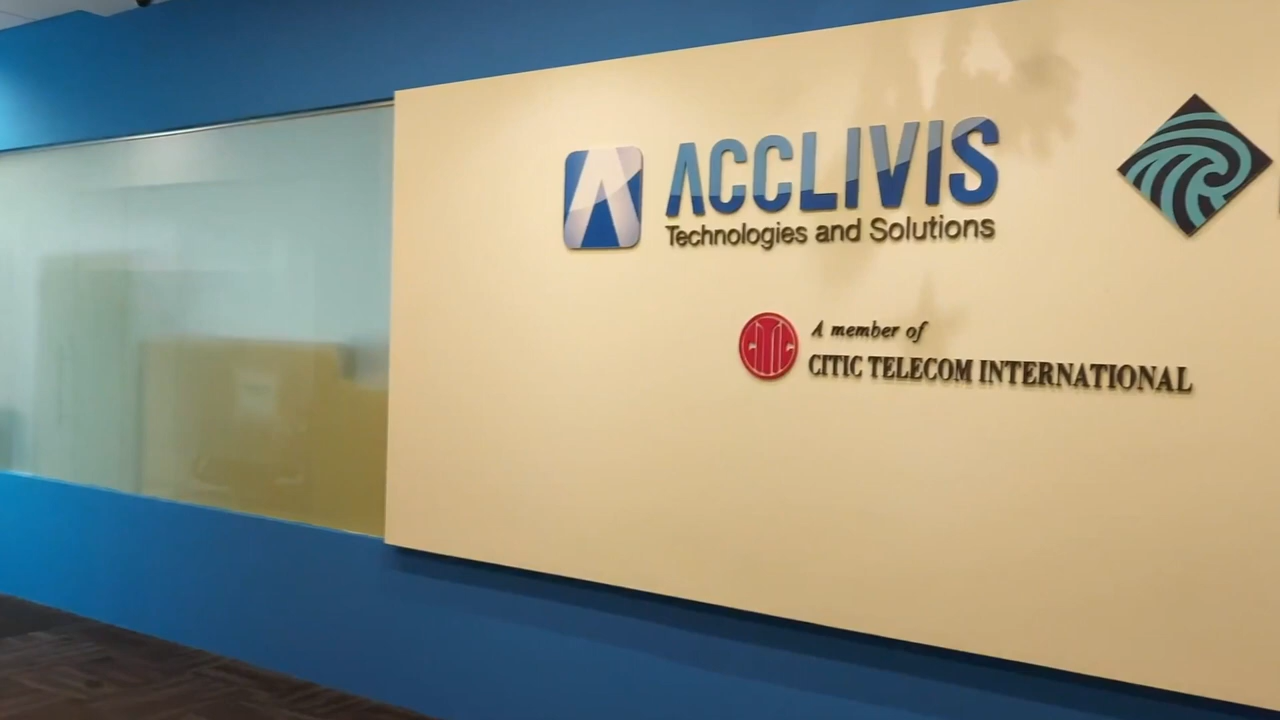 ACCLIVIS
Technologies and Solutions
A member of
CITIC TELECOM INTERNATIONAL